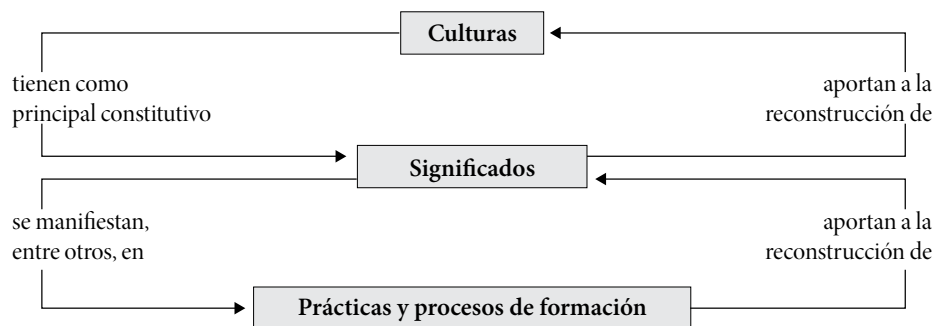 Culturas
tienen como
principal constitutivo
aportan a la
reconstrucción de
Significados
se manifiestan,
entre otros, en
aportan a la
reconstrucción de
Prácticas y procesos de formación